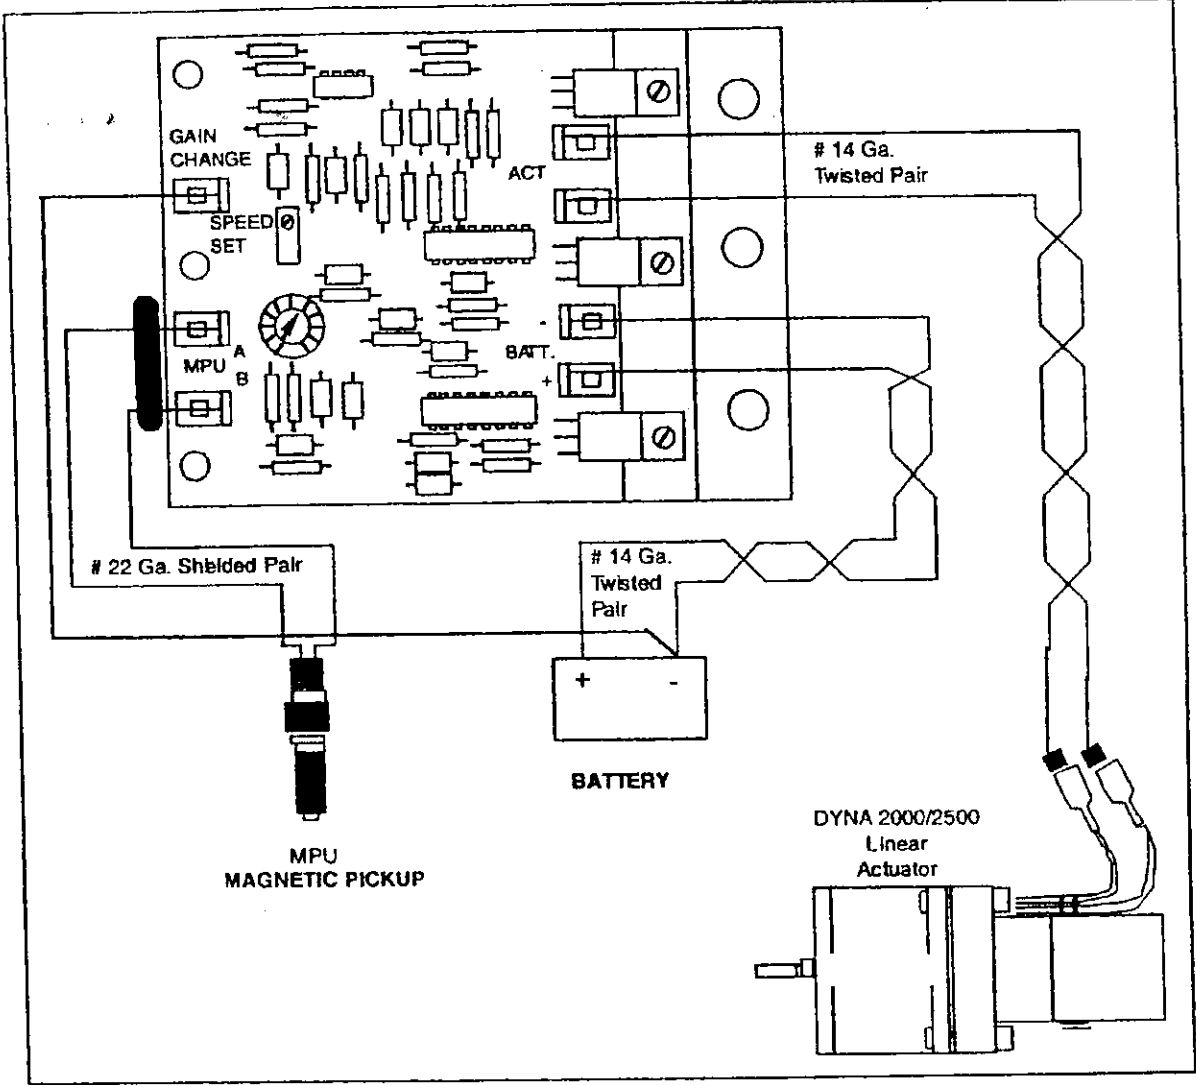 GAIN
CHANGE
ACT
# 14 Ga.
Twisted Pair
SPEED
SET
-
A
MPU
B
BATT.
+
# 22 Ga. Shielded Pair
# 14 Ga.
Twisted
Pair
+ -
BATTERY
MPU
MAGNETIC PICKUP
DYNA 2000/2500
Linear
Actuator